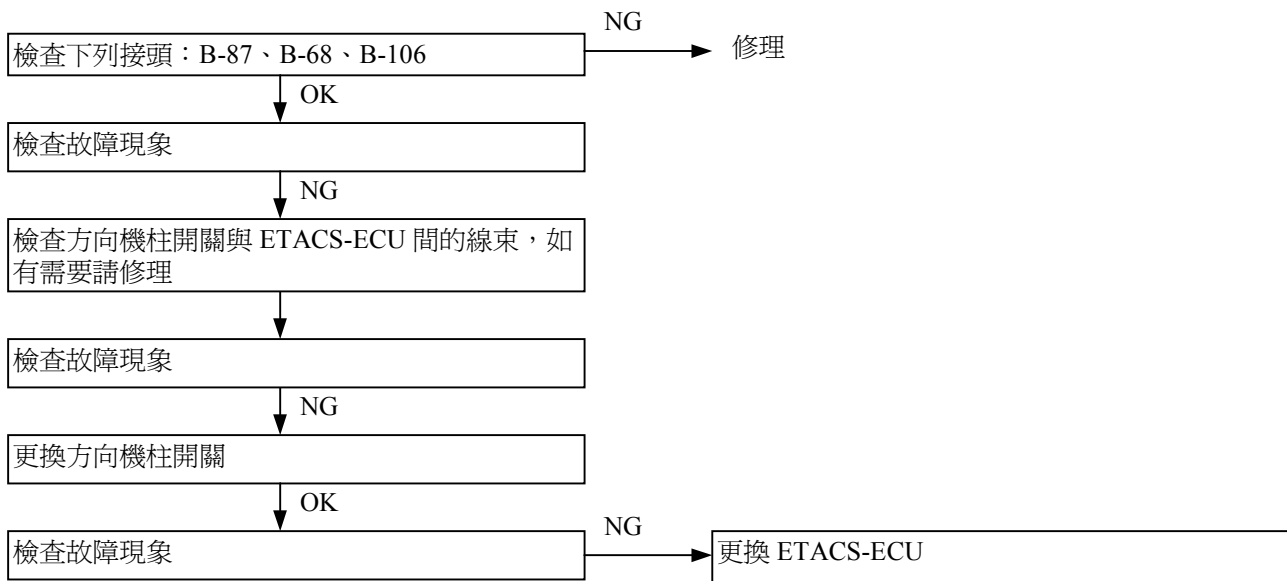 NG
檢查下列接頭：B-87、B-68、B-106
修理
OK
檢查故障現象
NG
檢查方向機柱開關與 ETACS-ECU 間的線束，如
有需要請修理
檢查故障現象
NG
更換方向機柱開關
OK
NG
檢查故障現象
更換 ETACS-ECU